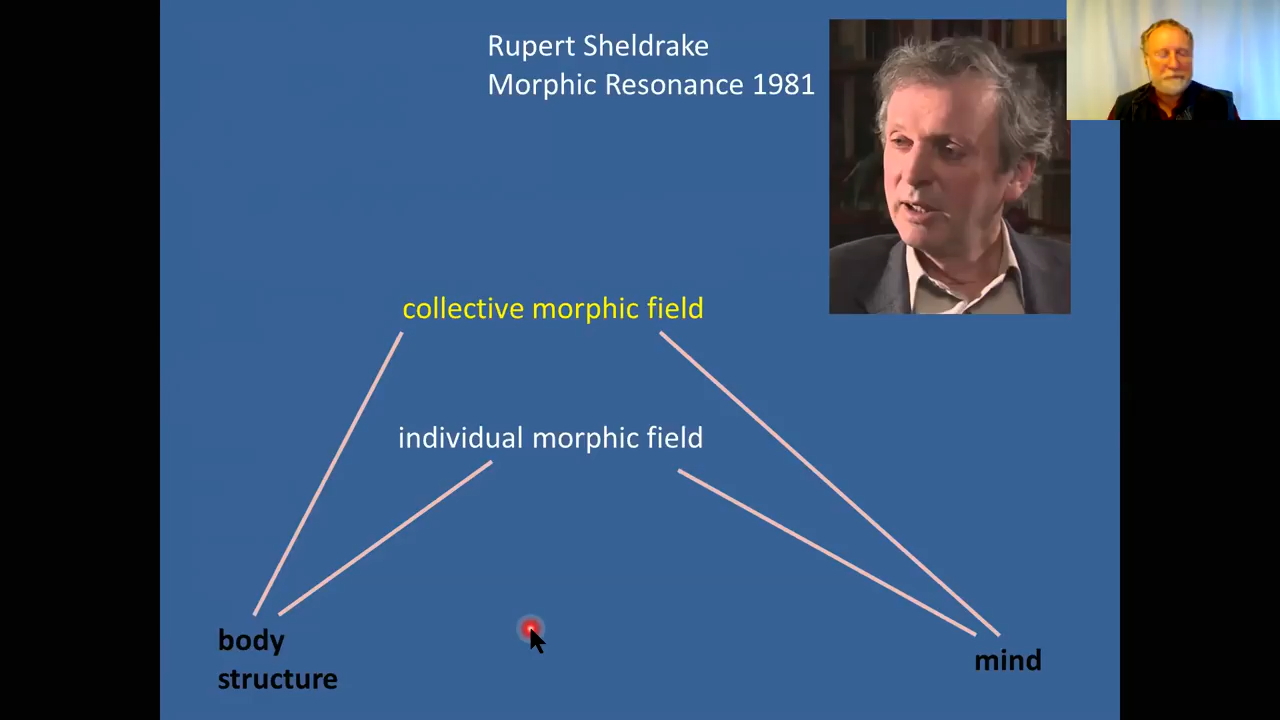 Rupert Sheldrake
Morphic Resonance 1981
collective morphic field
individual morphic field
body
structure
mind